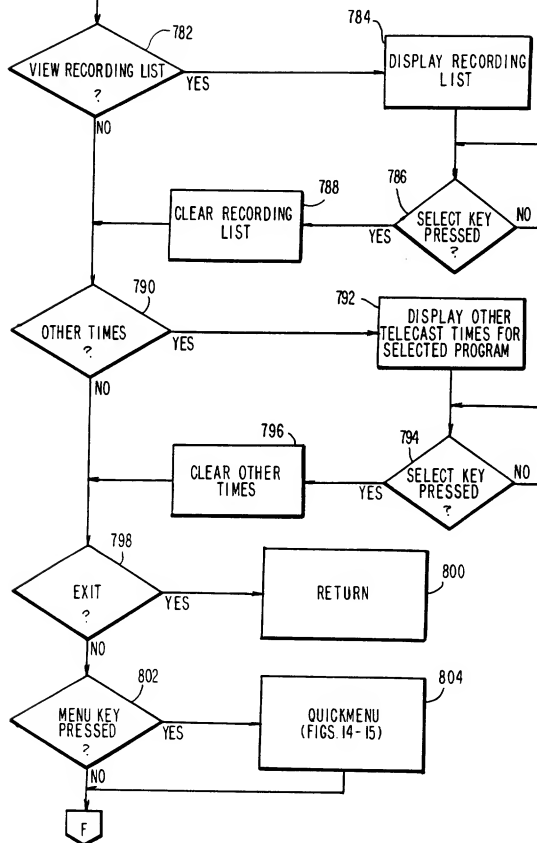 782
VIEW RECORDING LIST
?
YES
NO
784
DISPLAY RECORDING
LIST
786
SELECT KEY
PRESSED
?
YES
NO
788
CLEAR RECORDING
LIST
790
OTHER TIMES
?
YES
NO
792
DISPLAY OTHER
TELECAST TIMES FOR
SELECTED PROGRAM
794
SELECT KEY
PRESSED
?
YES
NO
796
CLEAR OTHER
TIMES
798
EXIT
?
YES
NO
800
RETURN
802
MENU KEY
PRESSED
?
YES
NO
804
QUICKMENU
(FIGS. 14-15)
F